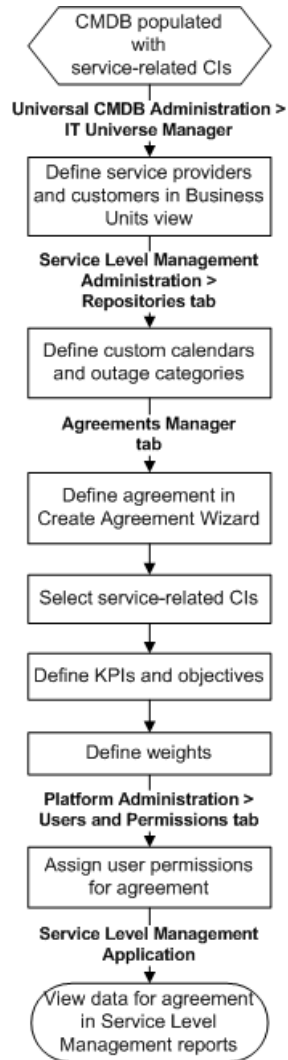 CMDB populated
with
service-related CIs
Universal CMDB Administration >
IT Universe Manager
Define service providers
and customers in Business
Units view
Service Level Management
Administration >
Repositories tab
Define custom calendars
and outage categories
Agreements Manager
tab
Define agreement in
Create Agreement Wizard
Select service-related CIs
Define KPIs and objectives
Define weights
Platform Administration >
Users and Permissions tab
Assign user permissions
for agreement
Service Level Management
Application
View data for agreement
in Service Level
Management reports